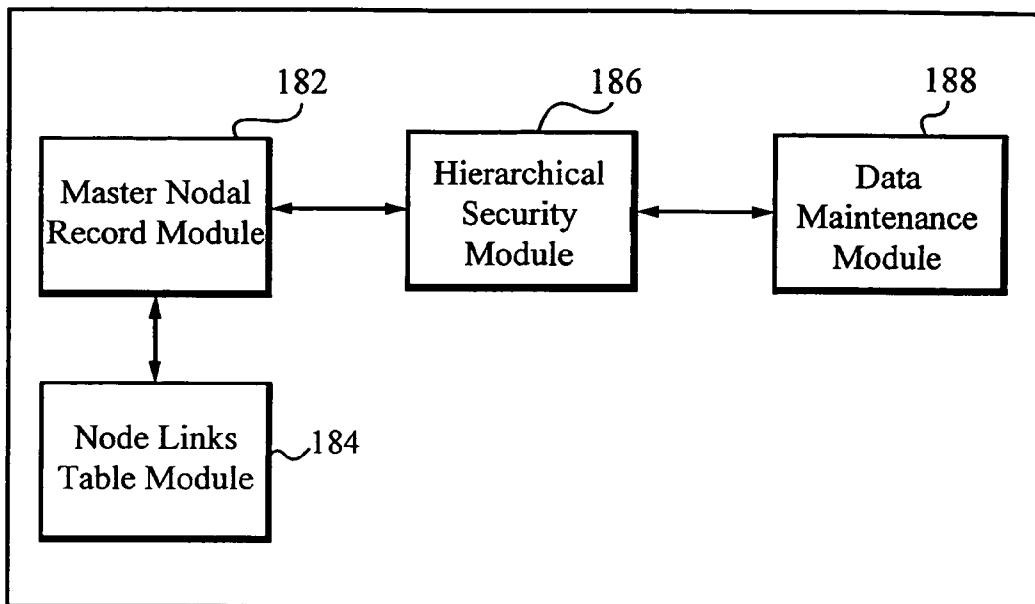 182
186
188
Master Nodal
Record Module
Hierarchical
Security
Module
Data
Maintenance
Module
Node Links
Table Module
184